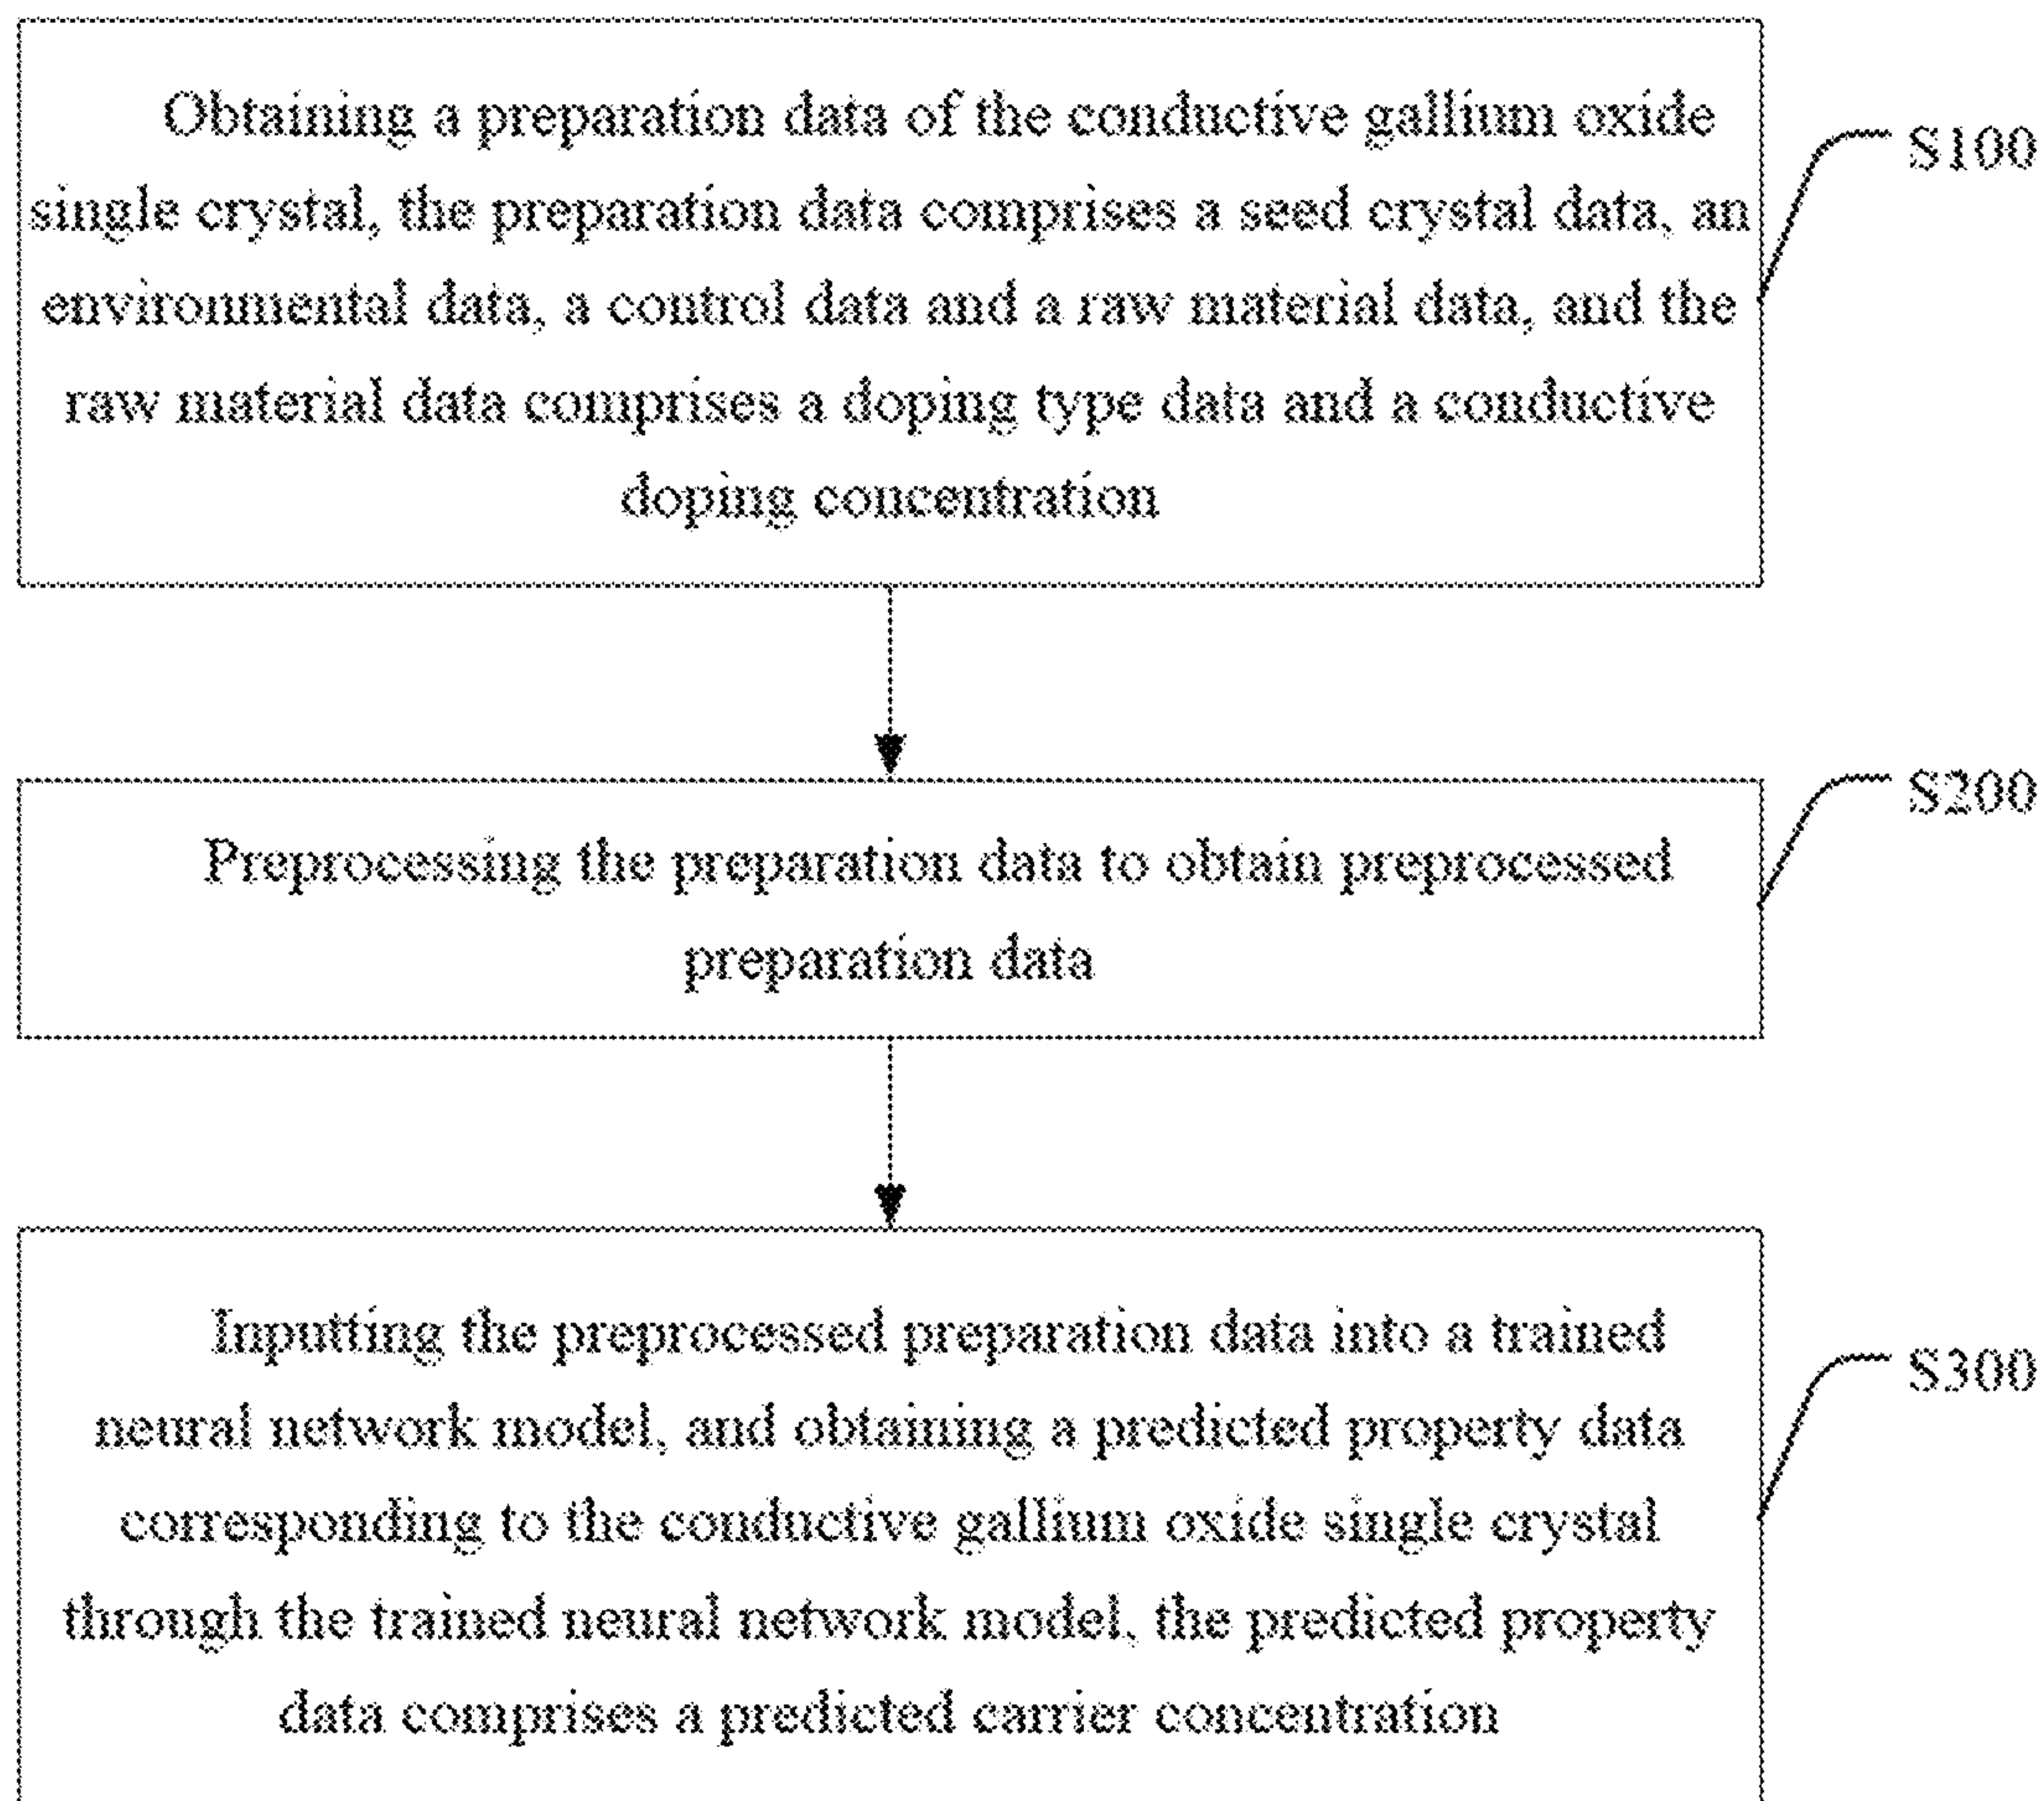 Obtaining a preparation data of the conductive gallium oxide
single crystal, the preparation data comprises a seed crystal data, an
environmental data, a control data and a raw material data, and the
raw material data comprises a doping type data and a conductive
doping concentration
S100
Preprocessing the preparation data to obtain preprocessed
preparation data
S200
Inputting the preprocessed preparation data into a trained
neural network model, and obtaining a predicted property data
corresponding to the conductive gallium oxide single crystal
through the trained neural network model, the predicted property
data comprises a predicted carrier concentration
S300